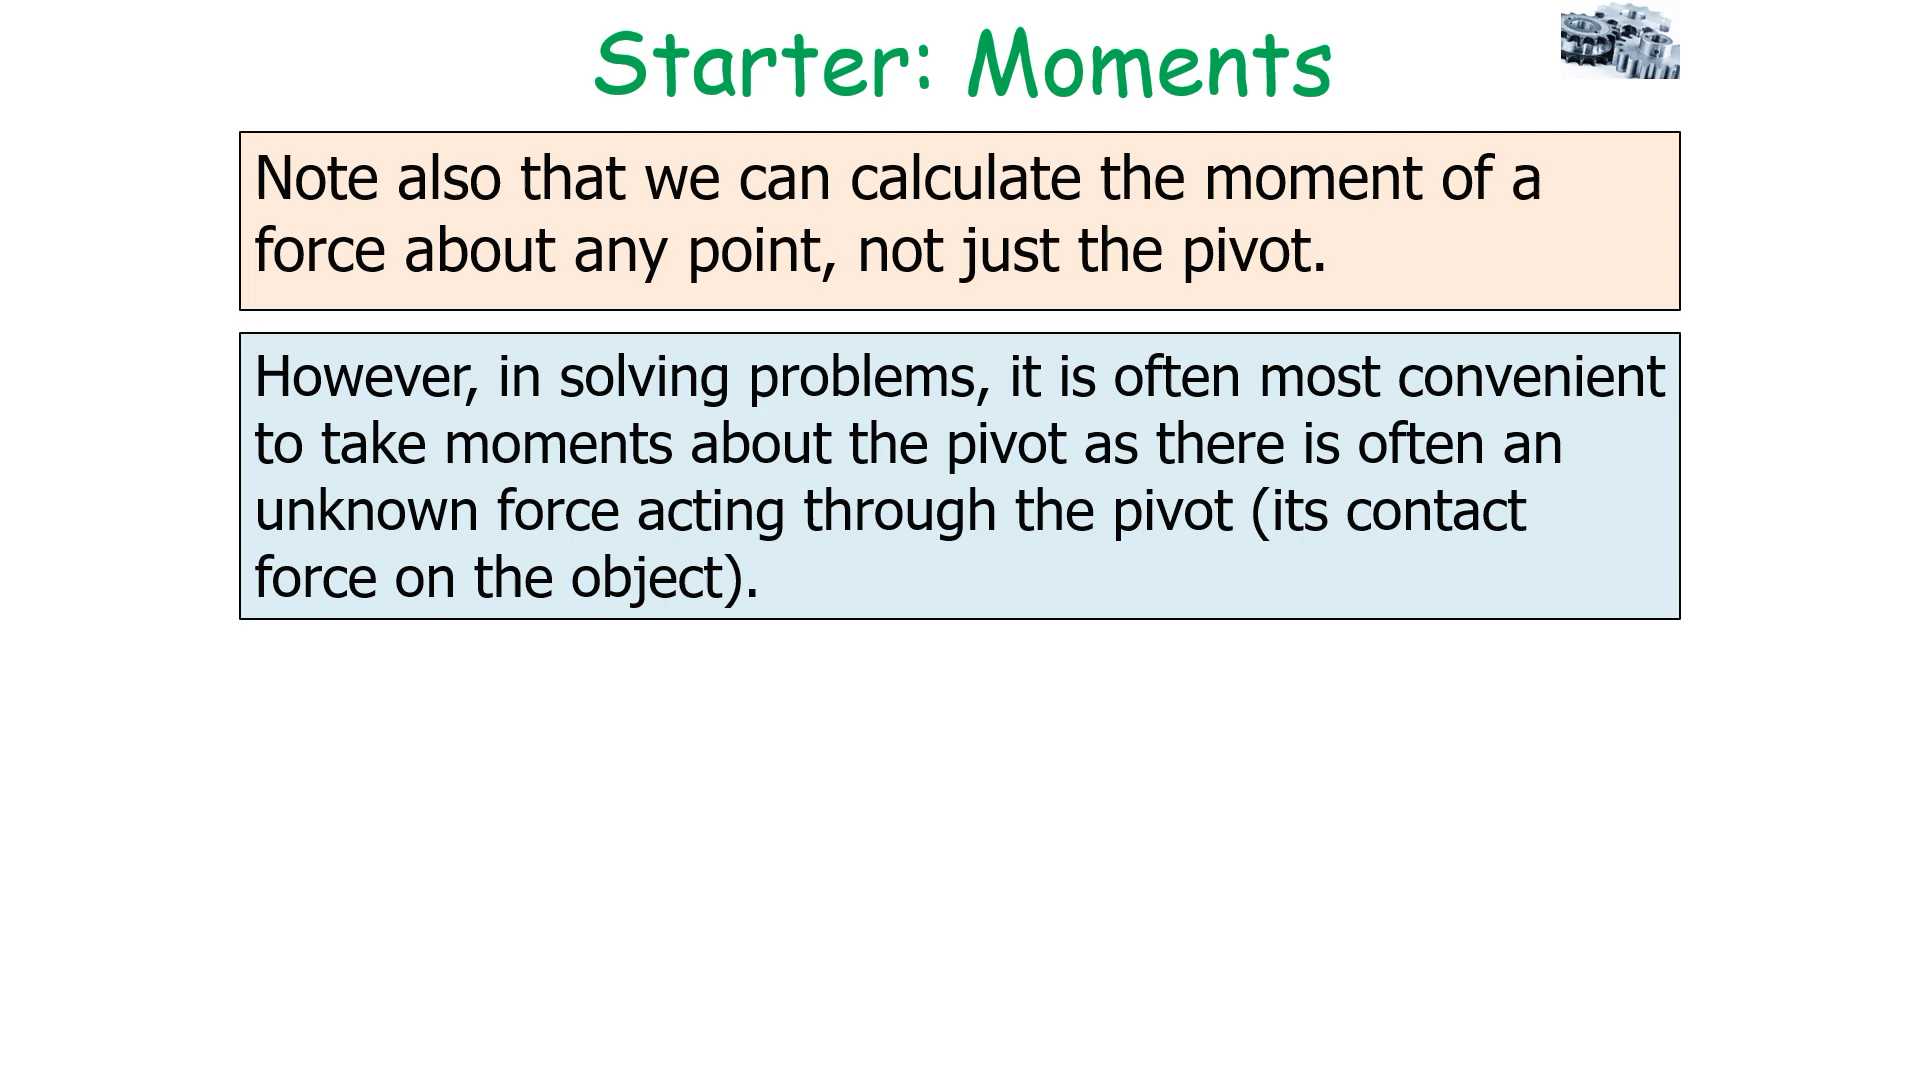 Starter: Moments
Note also that we can calculate the moment of a
force about any point, not just the pivot.
However, in solving problems, it is often most convenient
to take moments about the pivot as there is often an
unknown force acting through the pivot (its contact
force on the object).